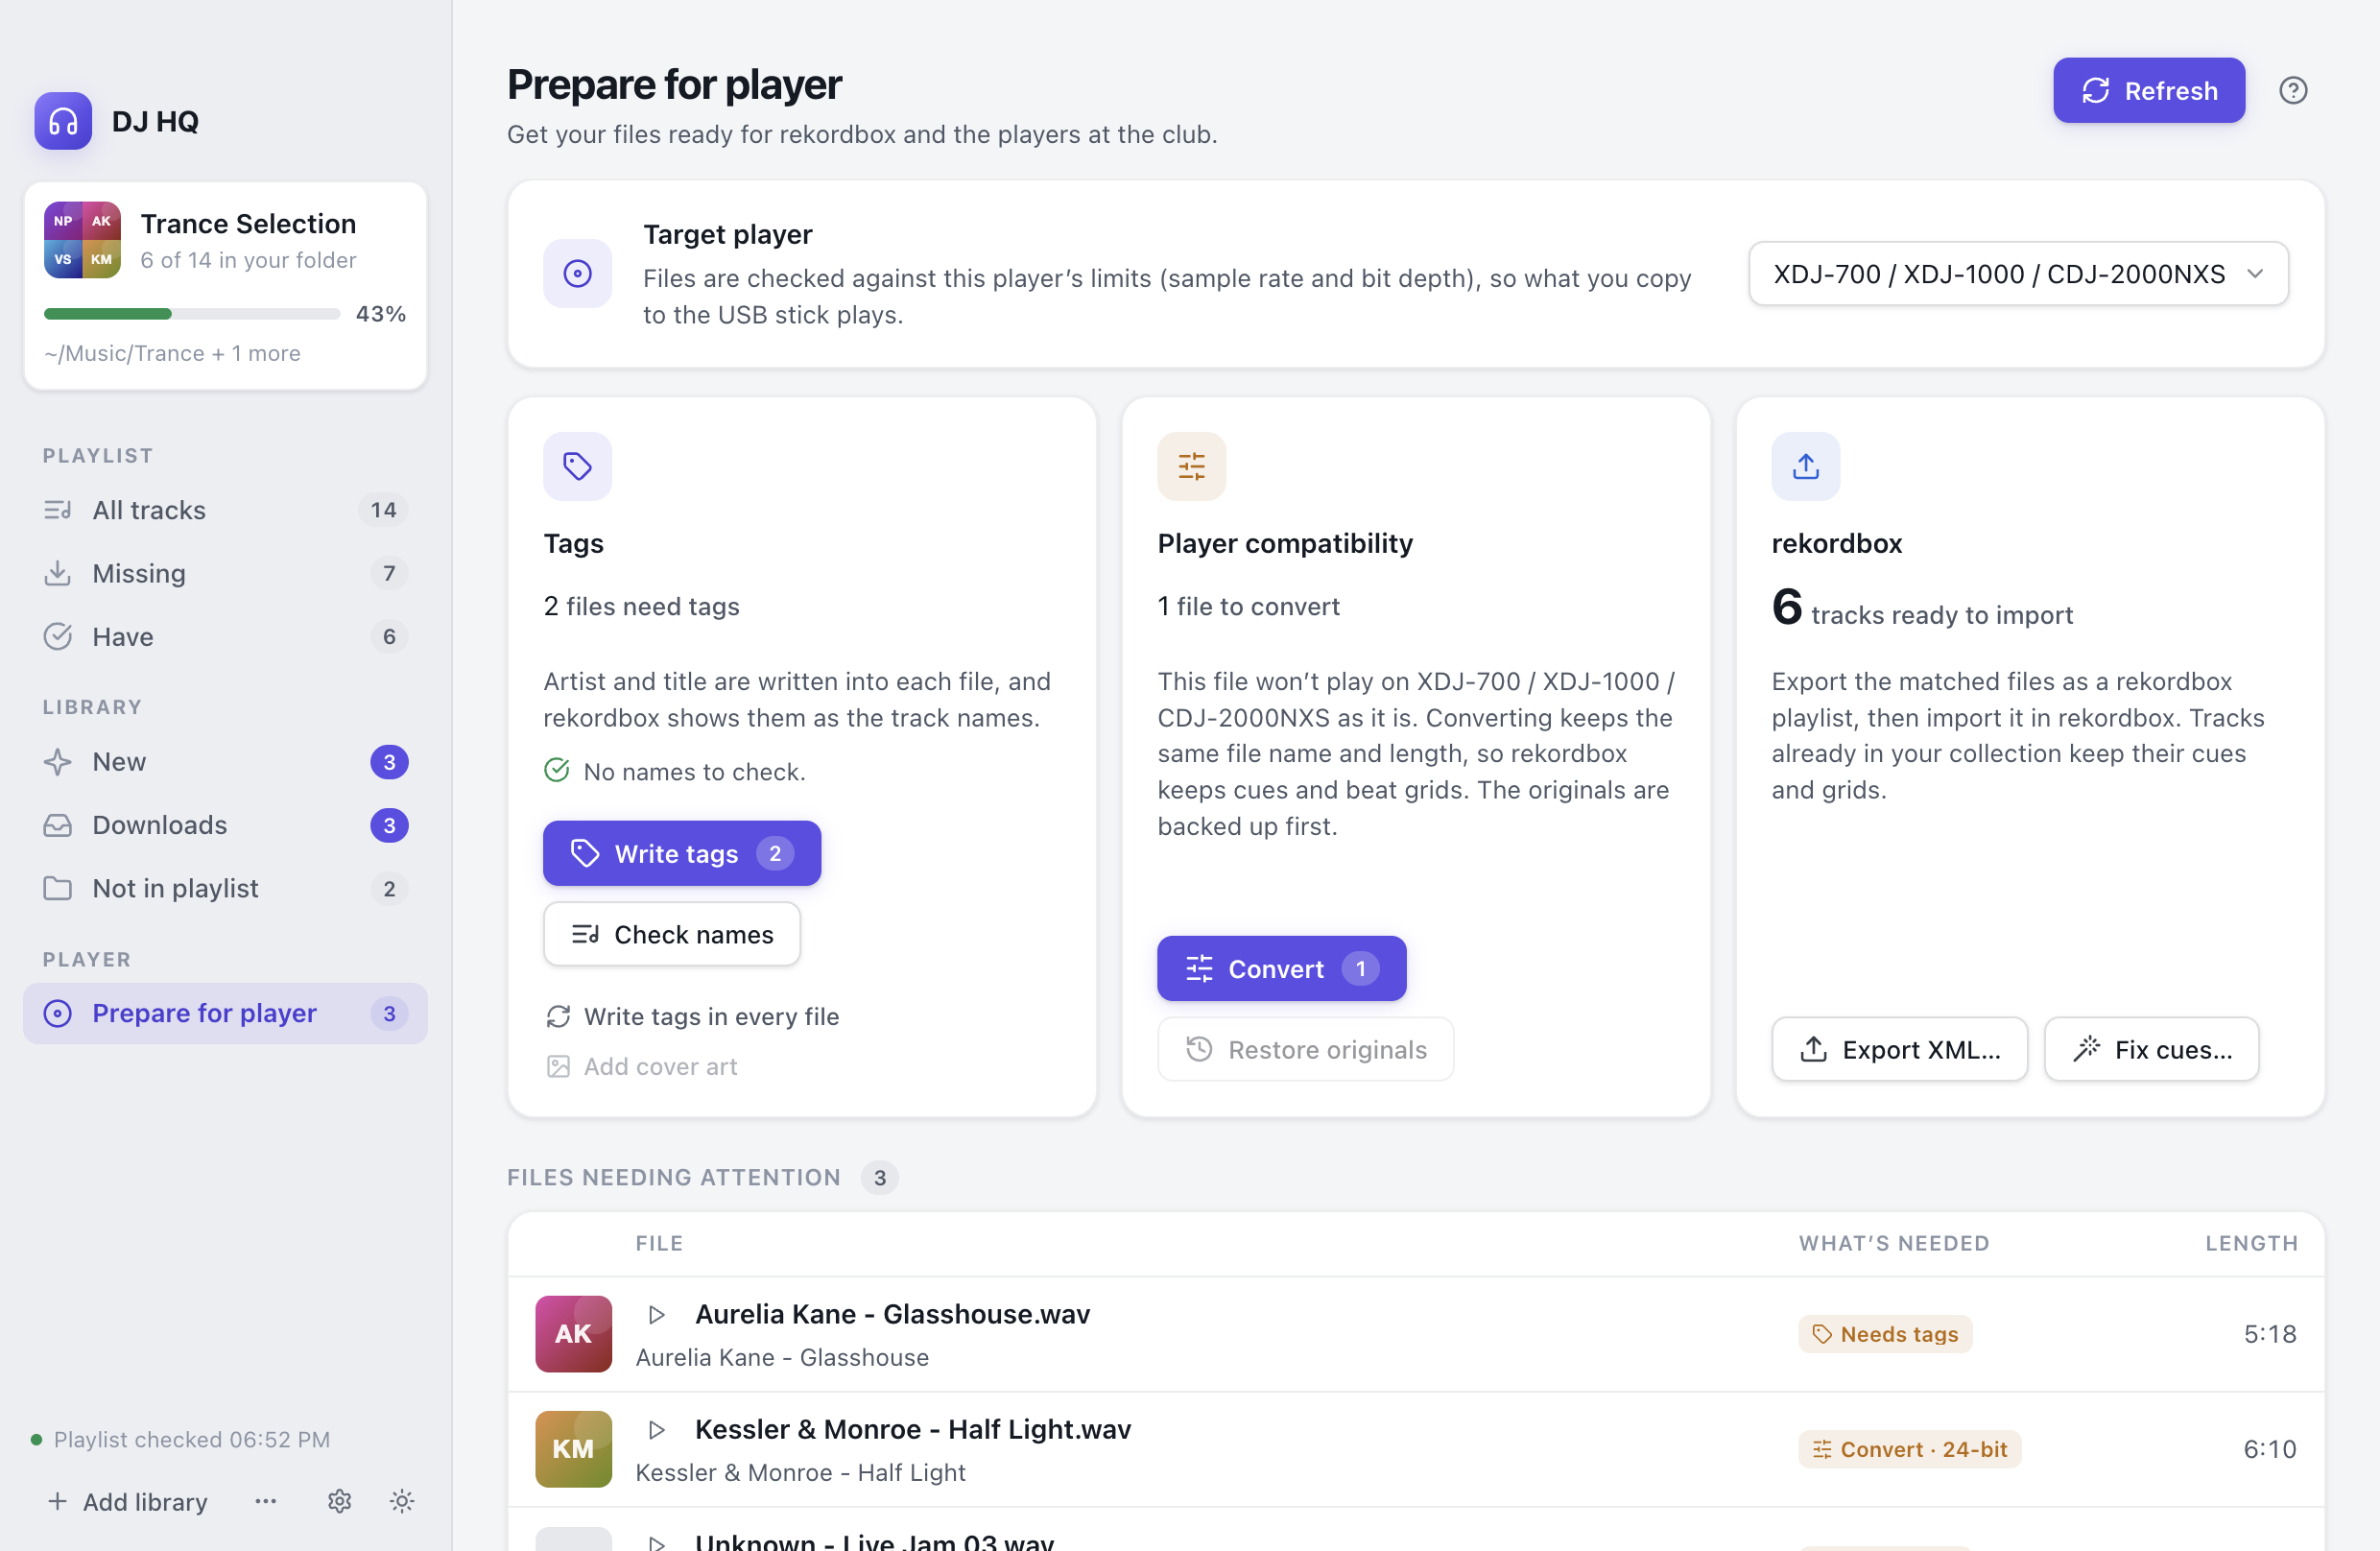 DJ HQ
NP AK
VS KM
Trance Selection
6 of 14 in your folder
43%
~/Music/Trance + 1 more
PLAYLIST
All tracks 14
Missing 7
Have 6
LIBRARY
New 3
Downloads 3
Not in playlist 2
PLAYER
Prepare for player 3
Playlist checked 06:52 PM
Add library
Prepare for player
Get your files ready for rekordbox and the players at the club.
Refresh
Target player
Files are checked against this player’s limits (sample rate and bit depth), so what you copy
to the USB stick plays.
XDJ-700 / XDJ-1000 / CDJ-2000NXS
Tags
2 files need tags
Artist and title are written into each file, and
rekordbox shows them as the track names.
No names to check.
Write tags 2
Check names
Write tags in every file
Add cover art
Player compatibility
1 file to convert
This file won’t play on XDJ-700 / XDJ-1000 /
CDJ-2000NXS as it is. Converting keeps the
same file name and length, so rekordbox
keeps cues and beat grids. The originals are
backed up first.
Convert 1
Restore originals
rekordbox
6 tracks ready to import
Export the matched files as a rekordbox
playlist, then import it in rekordbox. Tracks
already in your collection keep their cues
and grids.
Export XML...
Fix cues...
FILES NEEDING ATTENTION 3
FILE WHAT’S NEEDED LENGTH
AK
Aurelia Kane - Glasshouse.wav
Aurelia Kane - Glasshouse
Needs tags
5:18
KM
Kessler & Monroe - Half Light.wav
Kessler & Monroe - Half Light
Convert · 24-bit
6:10
Unknown - Live Jam 03.wav